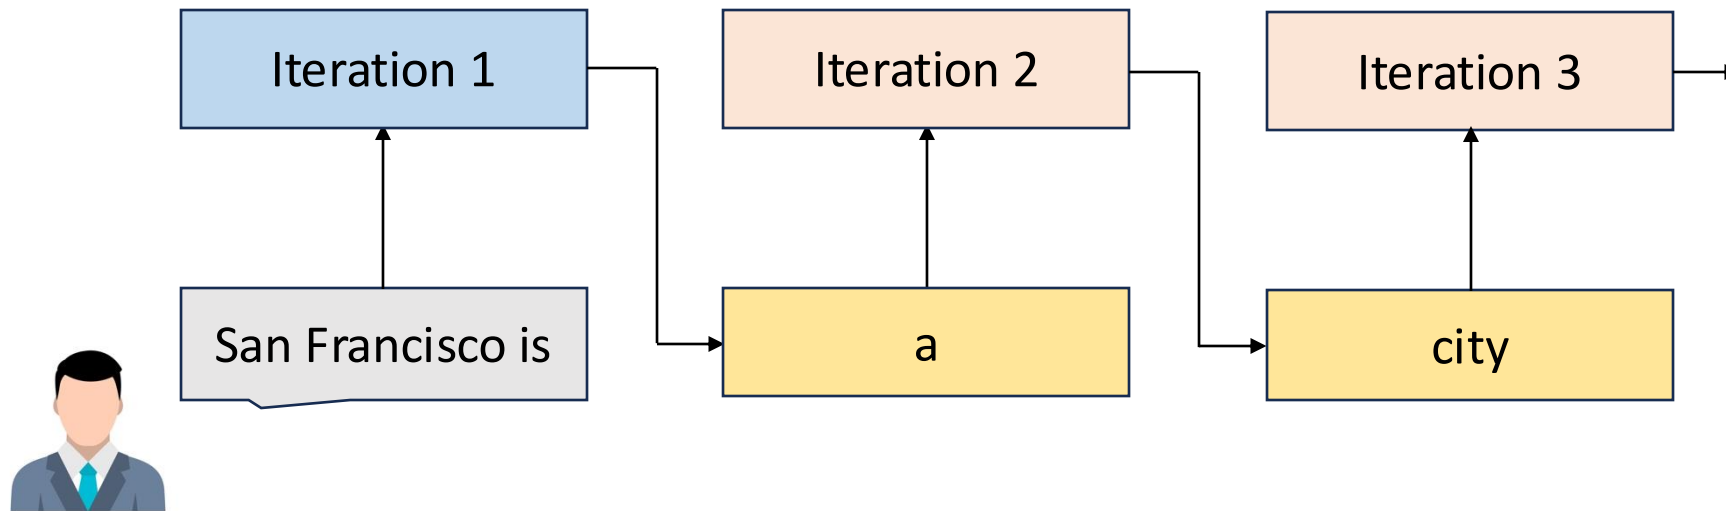 Iteration 1
Iteration 2
Iteration 3
San Francisco is
a
city